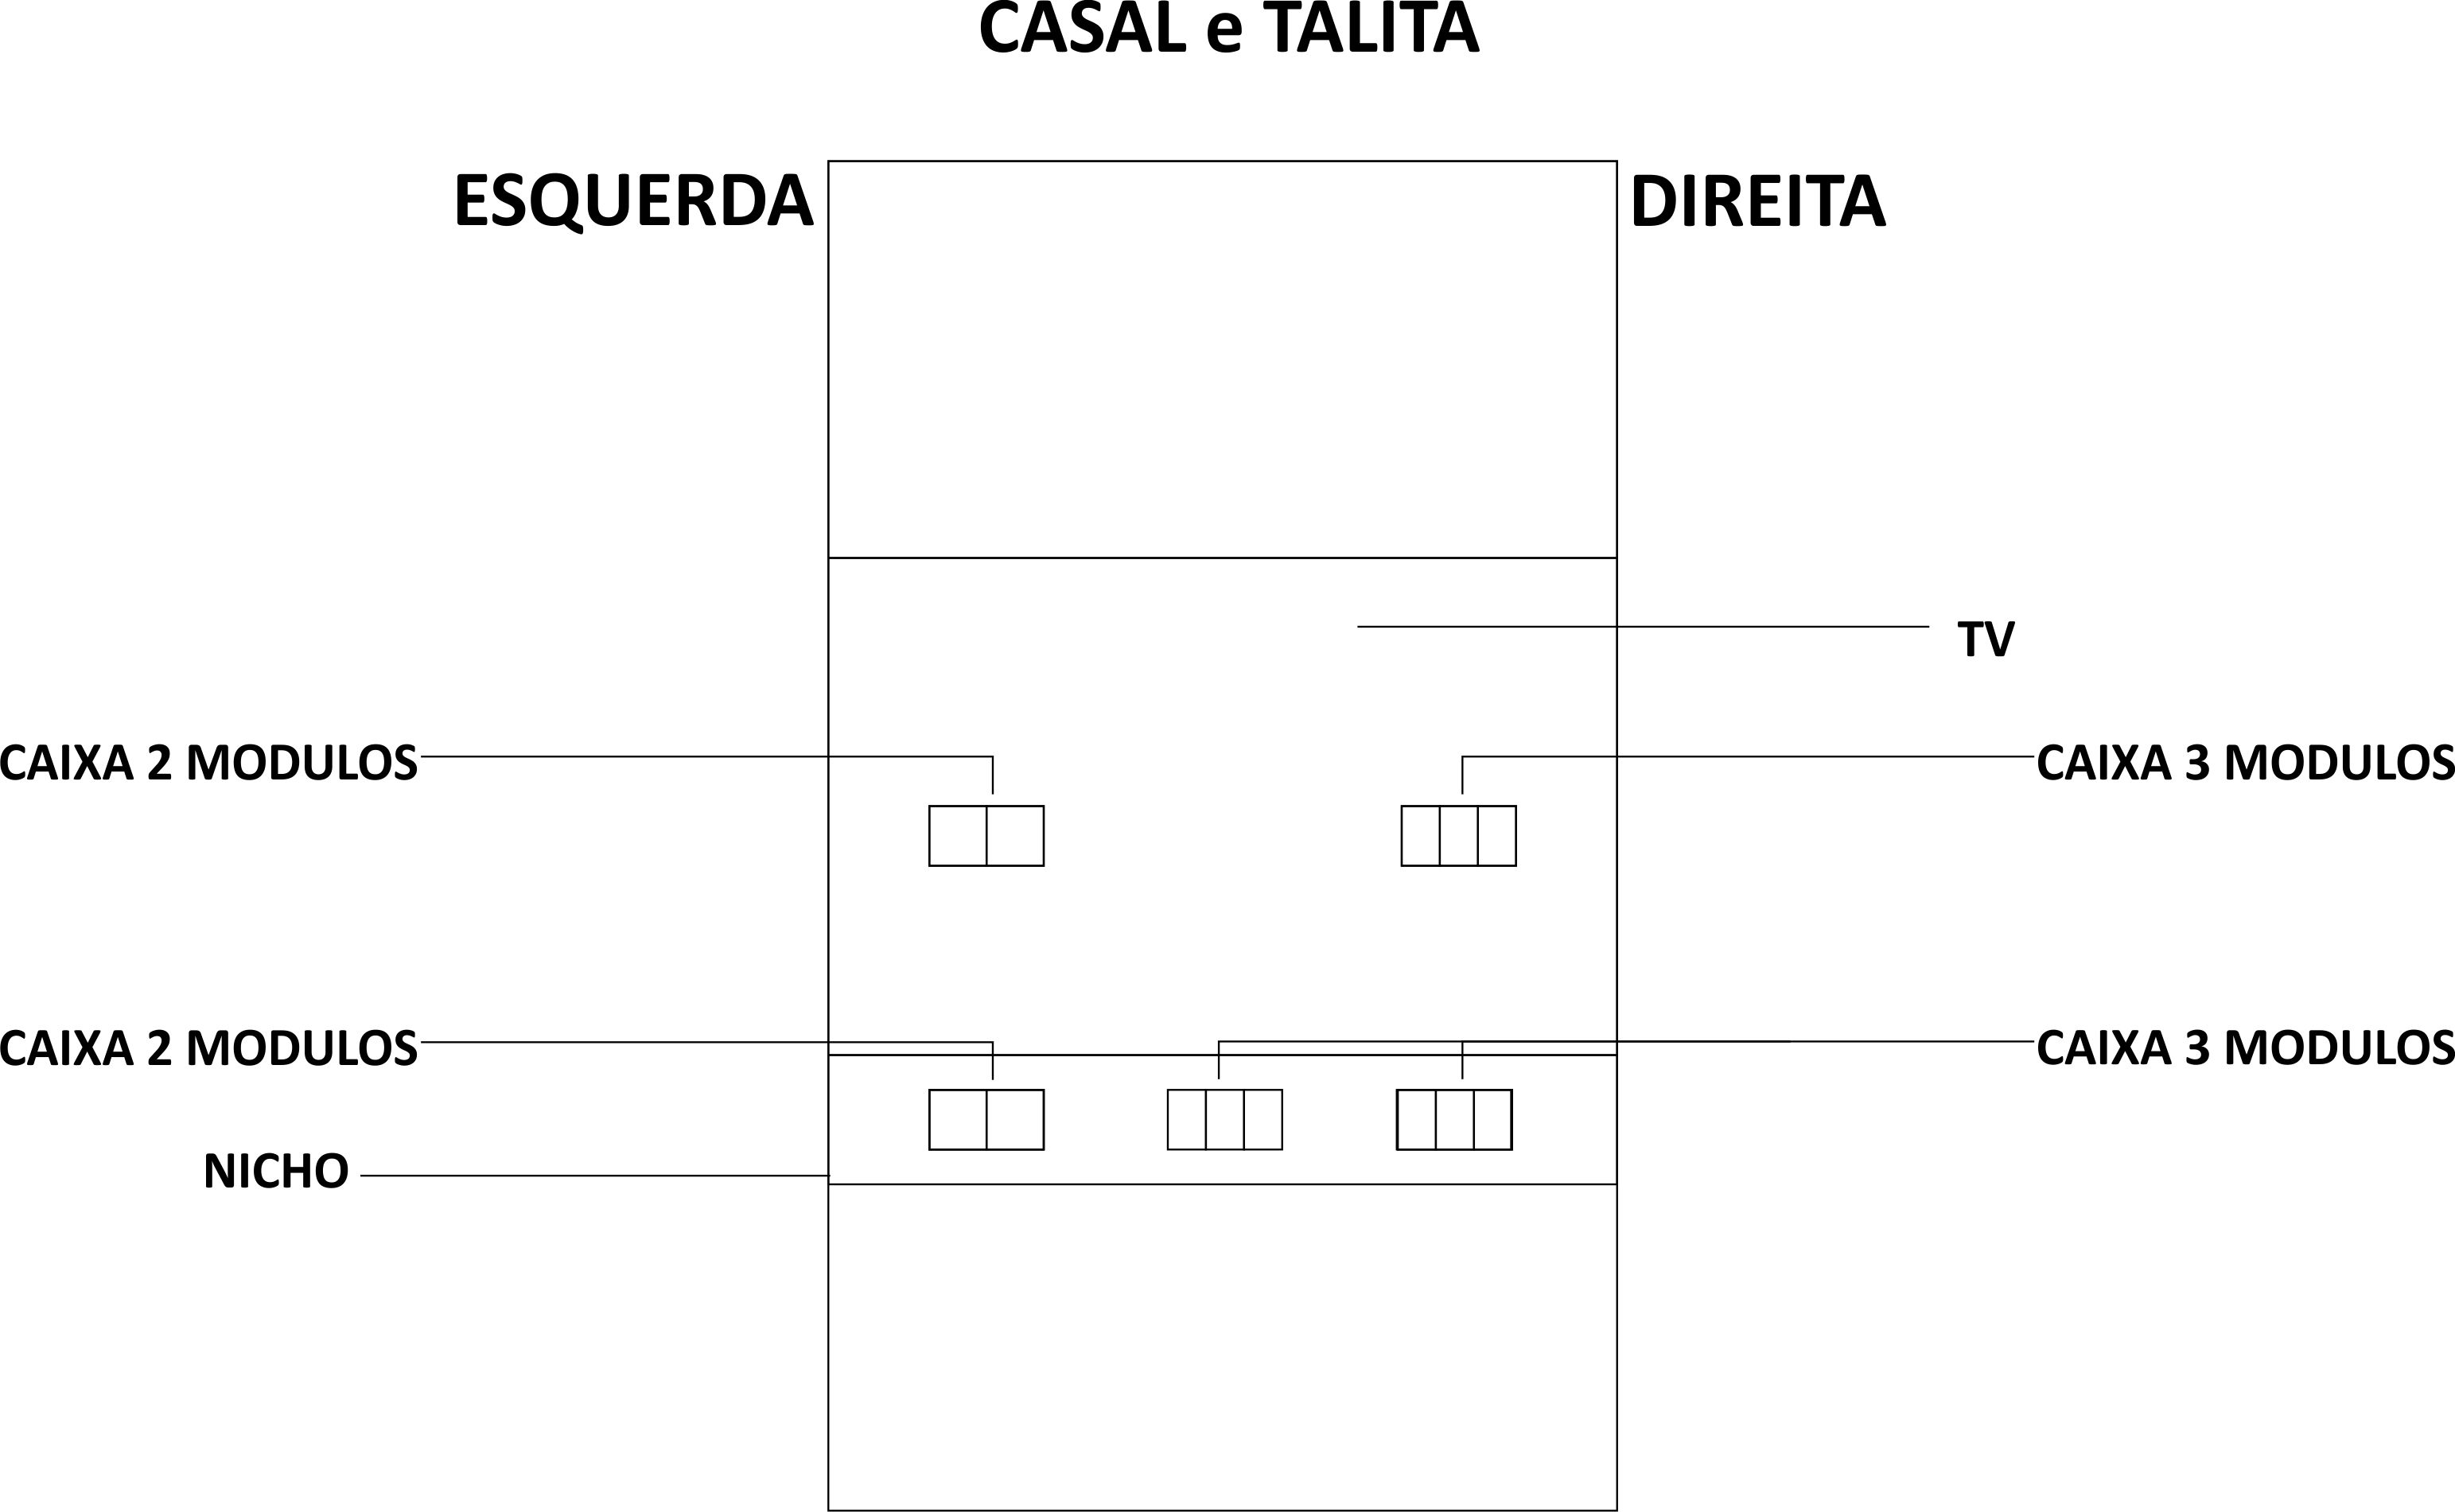 CASAL e TALITA
ESQUERDA
DIREITA
TV
CAIXA 2 MODULOS
CAIXA 3 MODULOS
CAIXA 2 MODULOS
CAIXA 3 MODULOS
NICHO